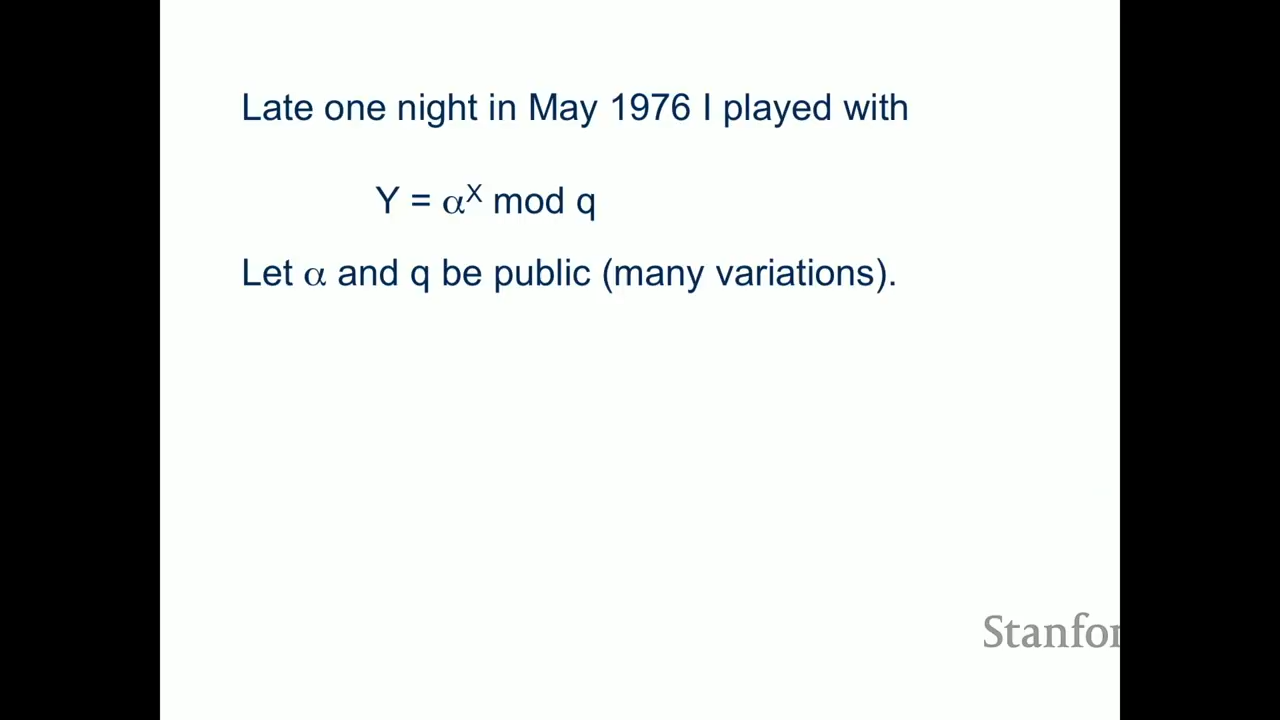 Late one night in May 1976 I played with
Y = α^X mod q
Let α and q be public (many variations).
Stanfor